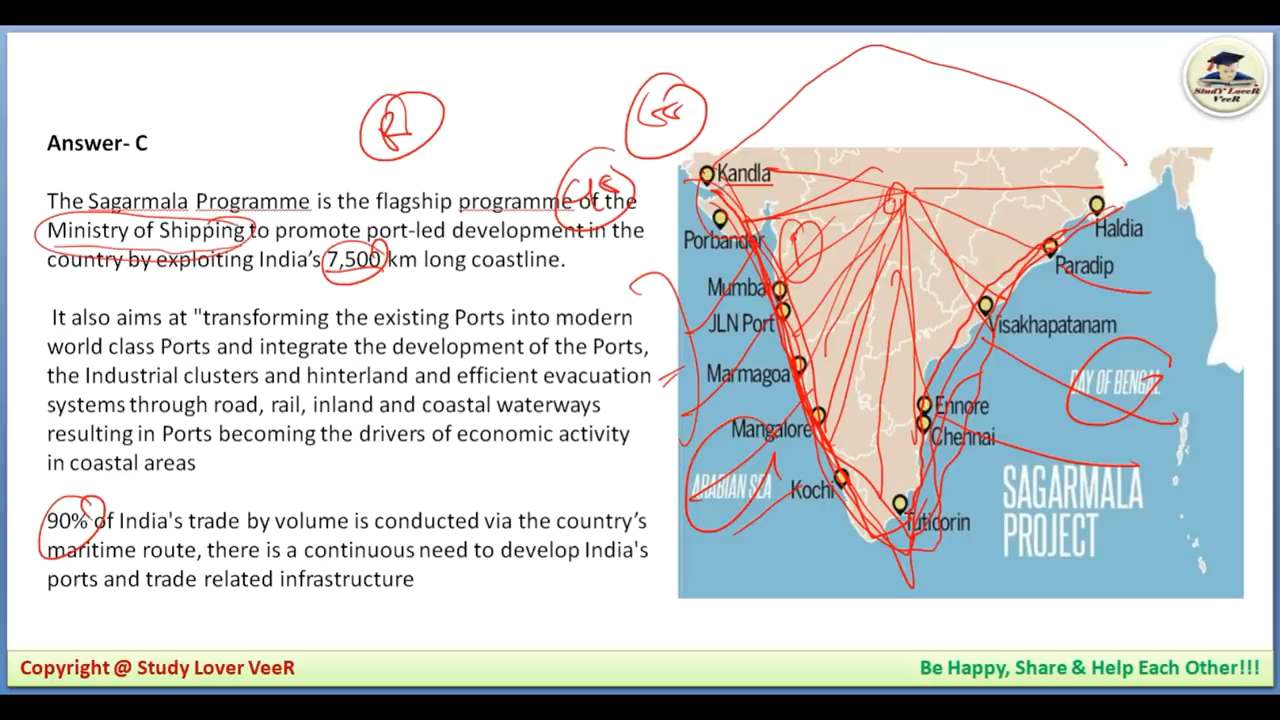 StudY LoveR
VeeR
Answer- C
The Sagarmala Programme is the flagship programme of the
Ministry of Shipping to promote port-led development in the
country by exploiting India's 7,500 km long coastline.
It also aims at "transforming the existing Ports into modern
world class Ports and integrate the development of the Ports,
the Industrial clusters and hinterland and efficient evacuation
systems through road, rail, inland and coastal waterways
resulting in Ports becoming the drivers of economic activity
in coastal areas
90% of India's trade by volume is conducted via the country's
maritime route, there is a continuous need to develop India's
ports and trade related infrastructure
Kandla
Porbander
Mumbai
JLN Port
Marmagoa
Mangalore
Kochi
ARABIAN SEA
Haldia
Paradip
Visakhapatanam
BAY OF BENGAL
Ennore
Chennai
Tuticorin
SAGARMALA
PROJECT
Copyright @ Study Lover VeeR
Be Happy, Share & Help Each Other!!!